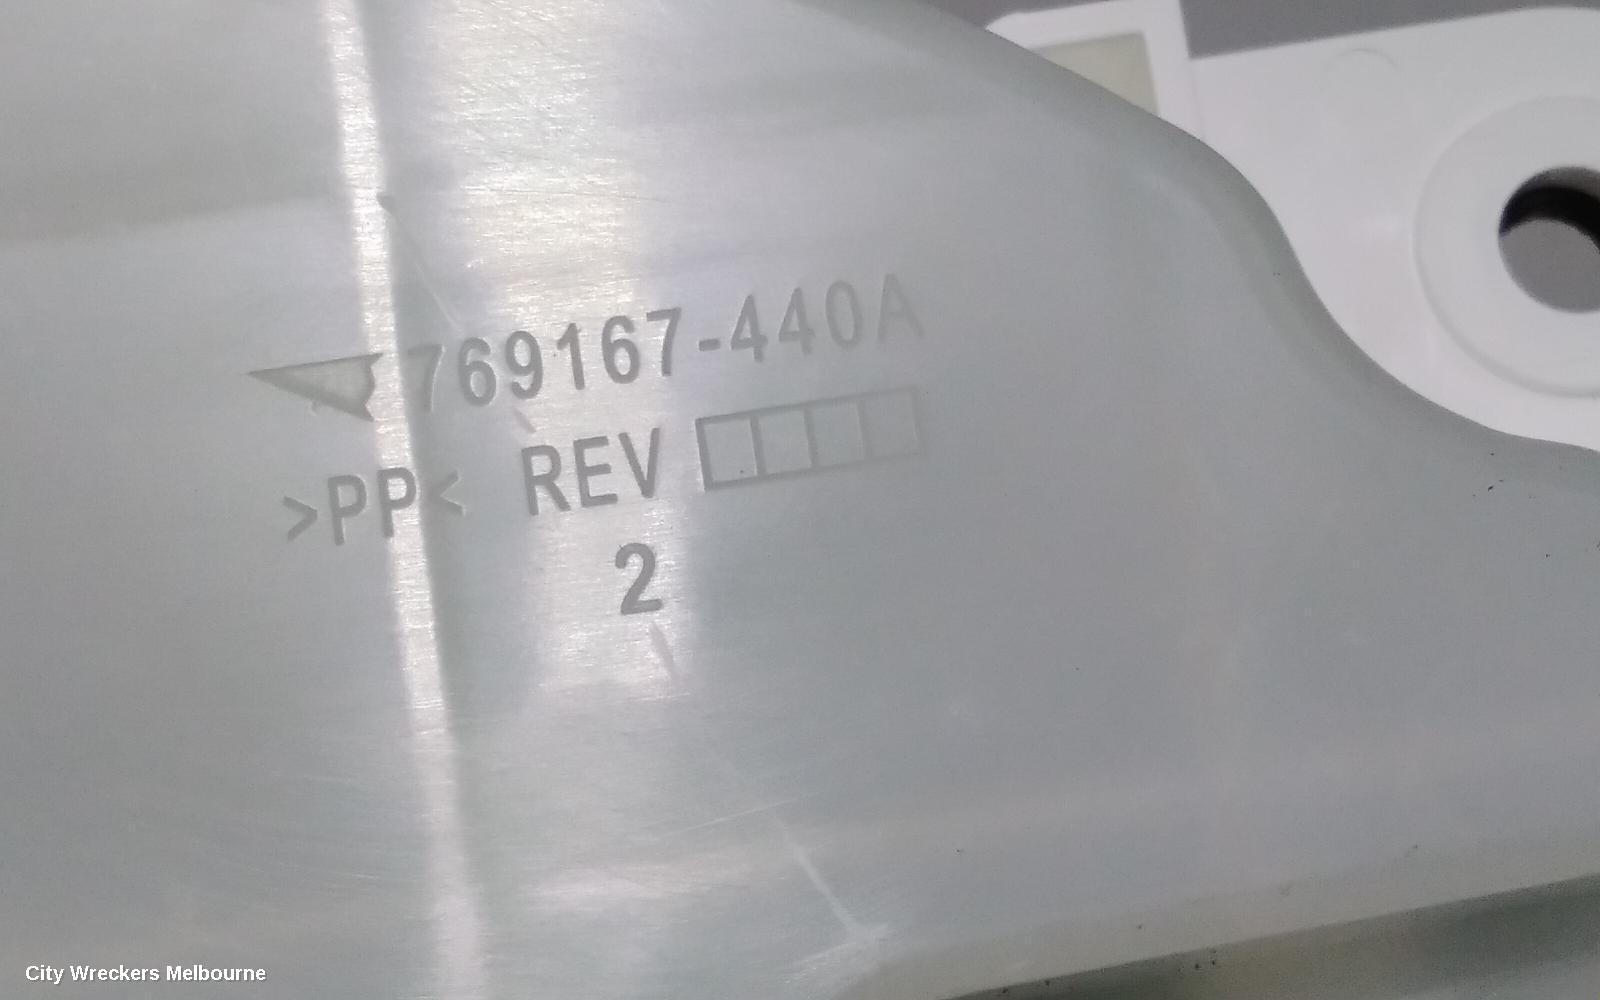 769167-440A
>PP< REV
2
City Wreckers Melbourne